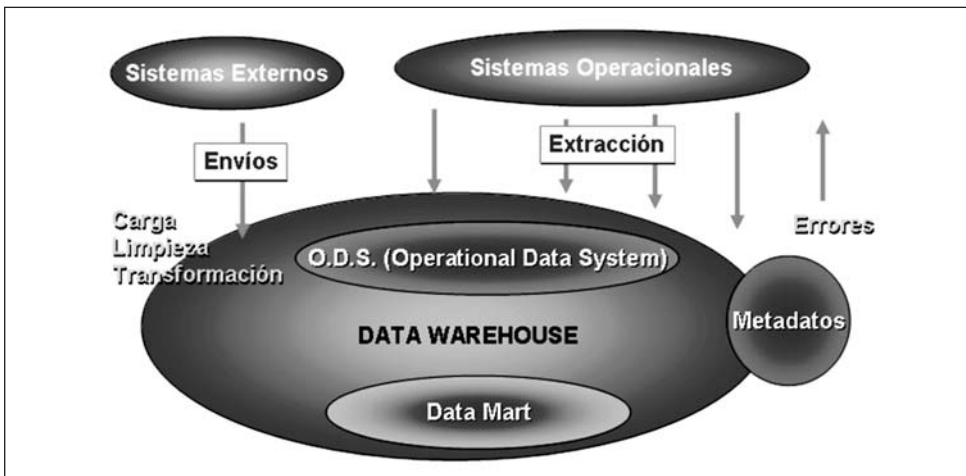 Sistemas Externos
Sistemas Operacionales
Envíos
Extracción
Carga
Limpieza
Transformación
Errores
O.D.S. (Operational Data System)
DATA WAREHOUSE
Metadatos
Data Mart